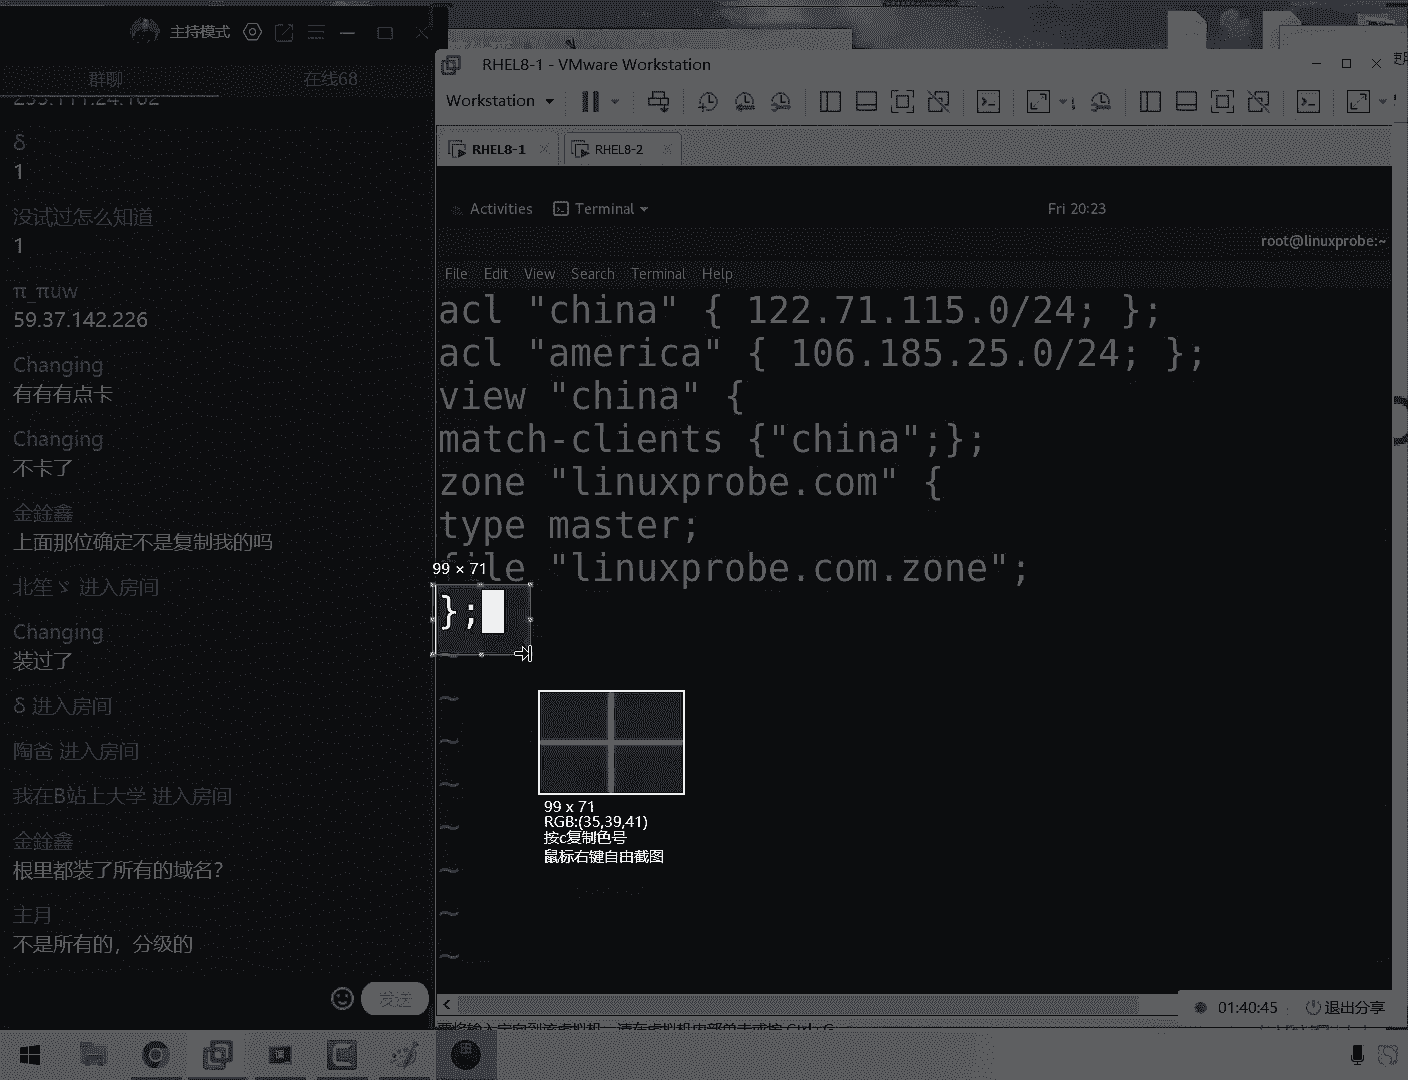 主持模式
群聊
在线68
δ
1
没试过怎么知道
1
π_πuw
59.37.142.226
Changing
有有有点卡
Changing
不卡了
金銓鑫
上面那位确定不是复制我的吗
北笙ゞ 进入房间
Changing
装过了
δ 进入房间
陶爸 进入房间
我在B站上大学 进入房间
金銓鑫
根里都装了所有的域名?
主月
不是所有的，分级的
发送
RHEL8-1 - VMware Workstation
Workstation
RHEL8-1
RHEL8-2
Activities
Terminal
Fri 20:23
root@linuxprobe:~
File Edit View Search Terminal Help
acl "china" { 122.71.115.0/24; };
acl "america" { 106.185.25.0/24; };
view "china" {
match-clients {"china";};
zone "linuxprobe.com" {
type master;
file "linuxprobe.com.zone";
};
~
~
~
~
~
~
~
~
99 × 71
99 x 71
RGB:(35,39,41)
按c复制色号
鼠标右键自由截图
01:40:45
退出分享